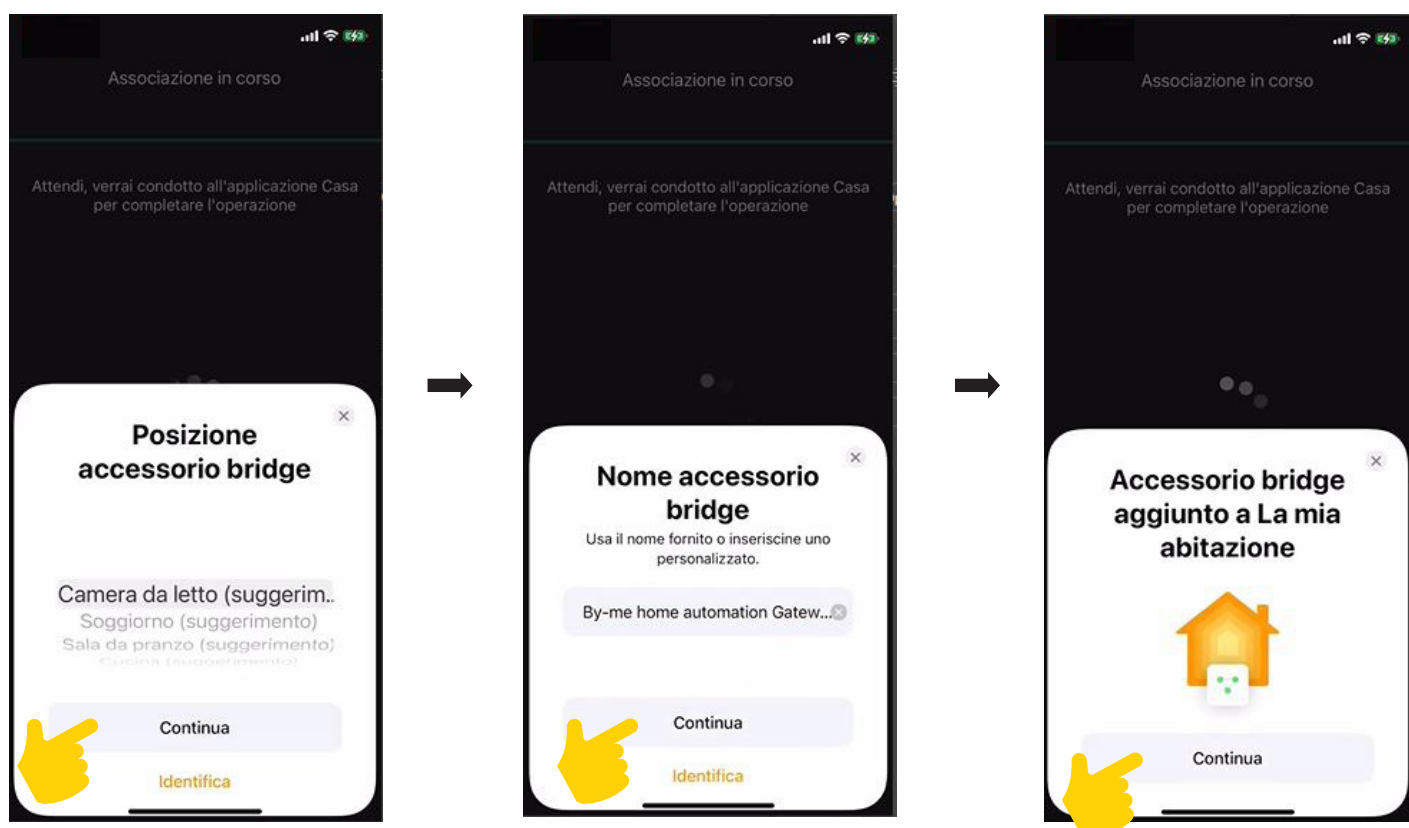 Associazione in corso
Attendi, verrai condotto all'applicazione Casa
per completare l'operazione
Posizione
accessorio bridge
Camera da letto (suggerim..
Soggiorno (suggerimento)
Sala da pranzo (suggerimento)
Cucina (suggerimento)
Continua
Identifica
Associazione in corso
Attendi, verrai condotto all'applicazione Casa
per completare l'operazione
Nome accessorio
bridge
Usa il nome fornito o inseriscine uno
personalizzato.
By-me home automation Gatew...
Continua
Identifica
Associazione in corso
Attendi, verrai condotto all'applicazione Casa
per completare l'operazione
Accessorio bridge
aggiunto a La mia
abitazione
Continua